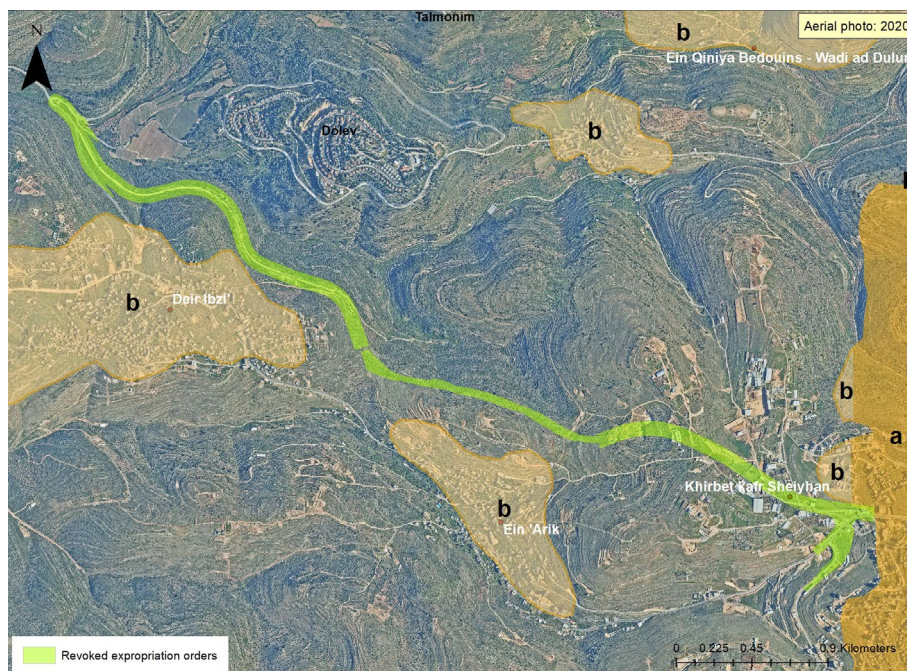 Talmonim
Aerial photo: 2020
b
Ein Qiniya Bedouins - Wadi ad Dulum
N
Dolev
b
b
Deir Ibzi'
b
a
b
Khirbet kafr Sheiyhan
b
Ein 'Arik
Revoked expropriation orders
0 0.225 0.45 0.9 Kilometers